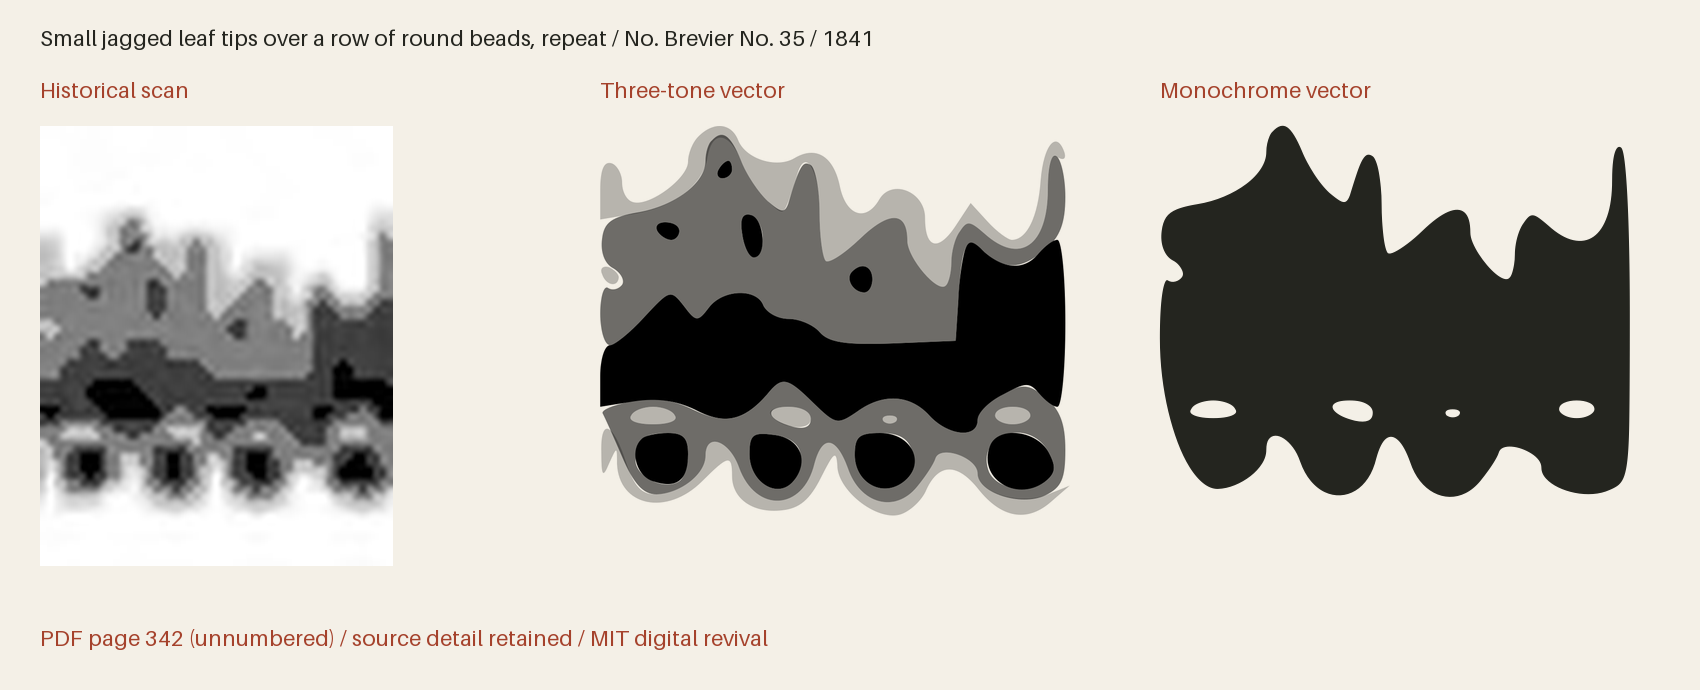 Small jagged leaf tips over a row of round beads, repeat / No. Brevier No. 35 / 1841
Historical scan
Three-tone vector
Monochrome vector
PDF page 342 (unnumbered) / source detail retained / MIT digital revival